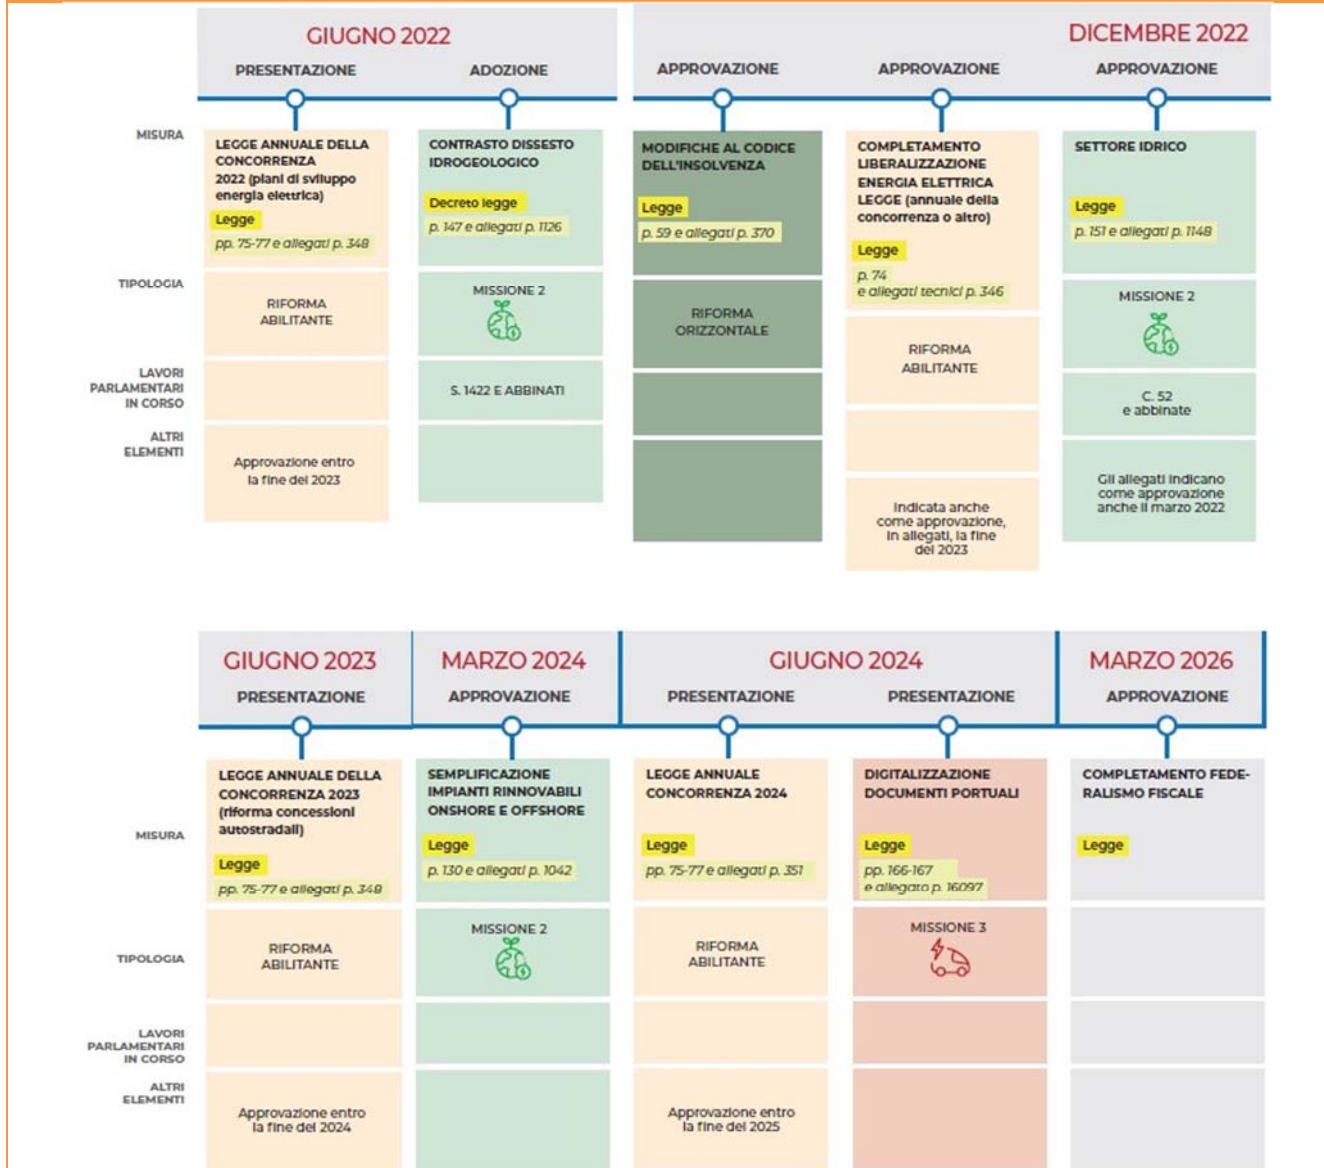 GIUGNO 2022
DICEMBRE 2022
PRESENTAZIONE
ADOZIONE
APPROVAZIONE
APPROVAZIONE
APPROVAZIONE
MISURA
LEGGE ANNUALE DELLA
CONCORRENZA
2022 (piani di sviluppo
energia elettrica)
Legge
pp. 75-77 e allegati p. 348
CONTRASTO DISSESTO
IDROGEOLOGICO
Decreto legge
p. 147 e allegati p. 1126
MODIFICHE AL CODICE
DELL'INSOLVENZA
Legge
p. 59 e allegati p. 370
COMPLETAMENTO
LIBERALIZZAZIONE
ENERGIA ELETTRICA
LEGGE (annuale della
concorrenza o altro)
Legge
p. 74
e allegati tecnici p. 346
SETTORE IDRICO
Legge
p. 151 e allegati p. 1148
TIPOLOGIA
RIFORMA
ABILITANTE
MISSIONE 2
RIFORMA
ORIZZONTALE
RIFORMA
ABILITANTE
MISSIONE 2
LAVORI
PARLAMENTARI
IN CORSO
S. 1422 E ABBINATI
C. 52
e abbinate
ALTRI
ELEMENTI
Approvazione entro
la fine del 2023
Indicata anche
come approvazione,
in allegati, la fine
del 2023
Gli allegati indicano
come approvazione
anche il marzo 2022
GIUGNO 2023
MARZO 2024
GIUGNO 2024
MARZO 2026
PRESENTAZIONE
APPROVAZIONE
PRESENTAZIONE
PRESENTAZIONE
APPROVAZIONE
MISURA
LEGGE ANNUALE DELLA
CONCORRENZA 2023
(riforma concessioni
autostradali)
Legge
pp. 75-77 e allegati p. 348
SEMPLIFICAZIONE
IMPIANTI RINNOVABILI
ONSHORE E OFFSHORE
Legge
p. 130 e allegati p. 1042
LEGGE ANNUALE
CONCORRENZA 2024
Legge
pp. 75-77 e allegati p. 351
DIGITALIZZAZIONE
DOCUMENTI PORTUALI
Legge
pp. 166-167
e allegato p. 16097
COMPLETAMENTO FEDE-
RALISMO FISCALE
Legge
TIPOLOGIA
RIFORMA
ABILITANTE
MISSIONE 2
RIFORMA
ABILITANTE
MISSIONE 3
LAVORI
PARLAMENTARI
IN CORSO
ALTRI
ELEMENTI
Approvazione entro
la fine del 2024
Approvazione entro
la fine del 2025